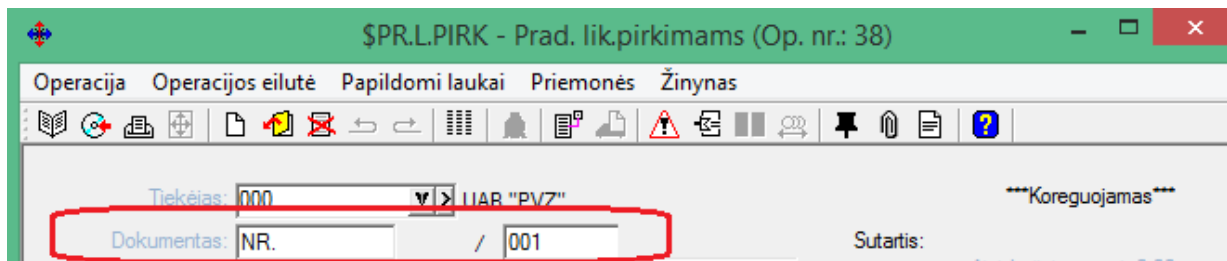 $PR.L.PIRK - Prad. lik.pirkimams (Op. nr.: 38)
Operacija Operacijos eilutė Papildomi laukai Priemonės Žinynas
Tiekėjas: 000 UAB "PVZ" ***Koreguojamas***
Dokumentas: NR. / 001 Sutartis: